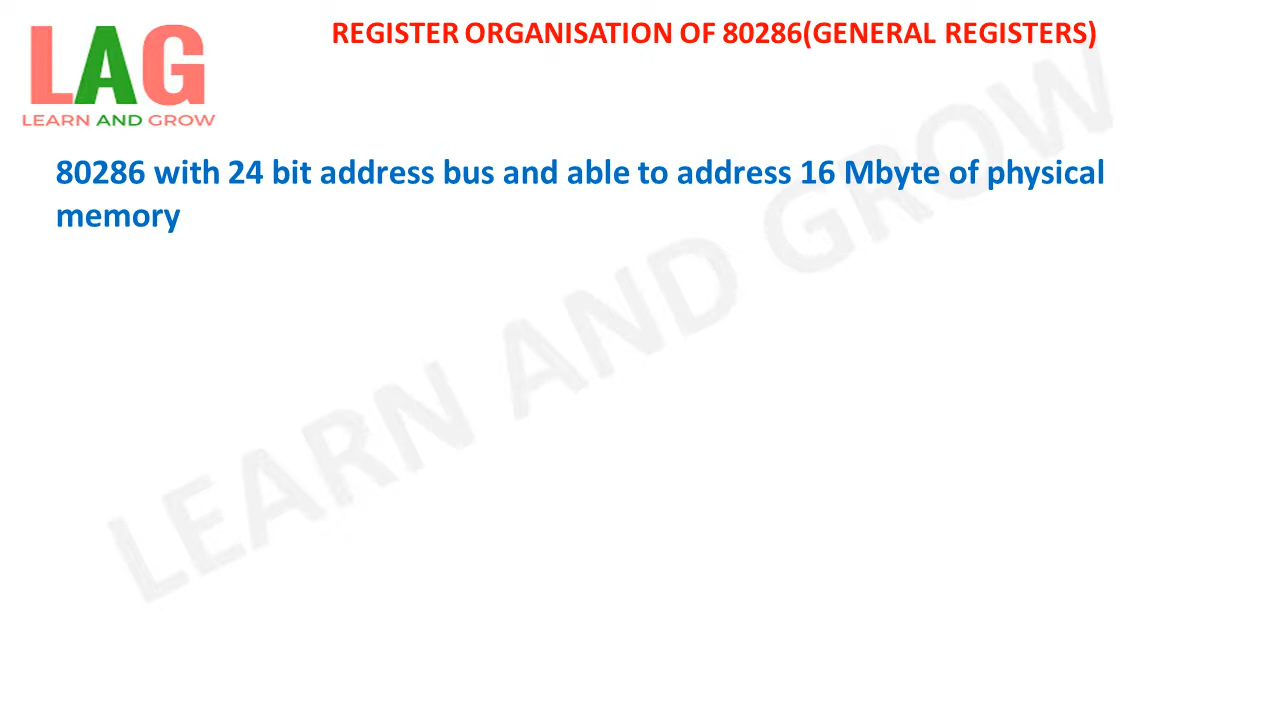 LAG
LEARN AND GROW
REGISTER ORGANISATION OF 80286(GENERAL REGISTERS)
80286 with 24 bit address bus and able to address 16 Mbyte of physical
memory
LEARN AND GROW